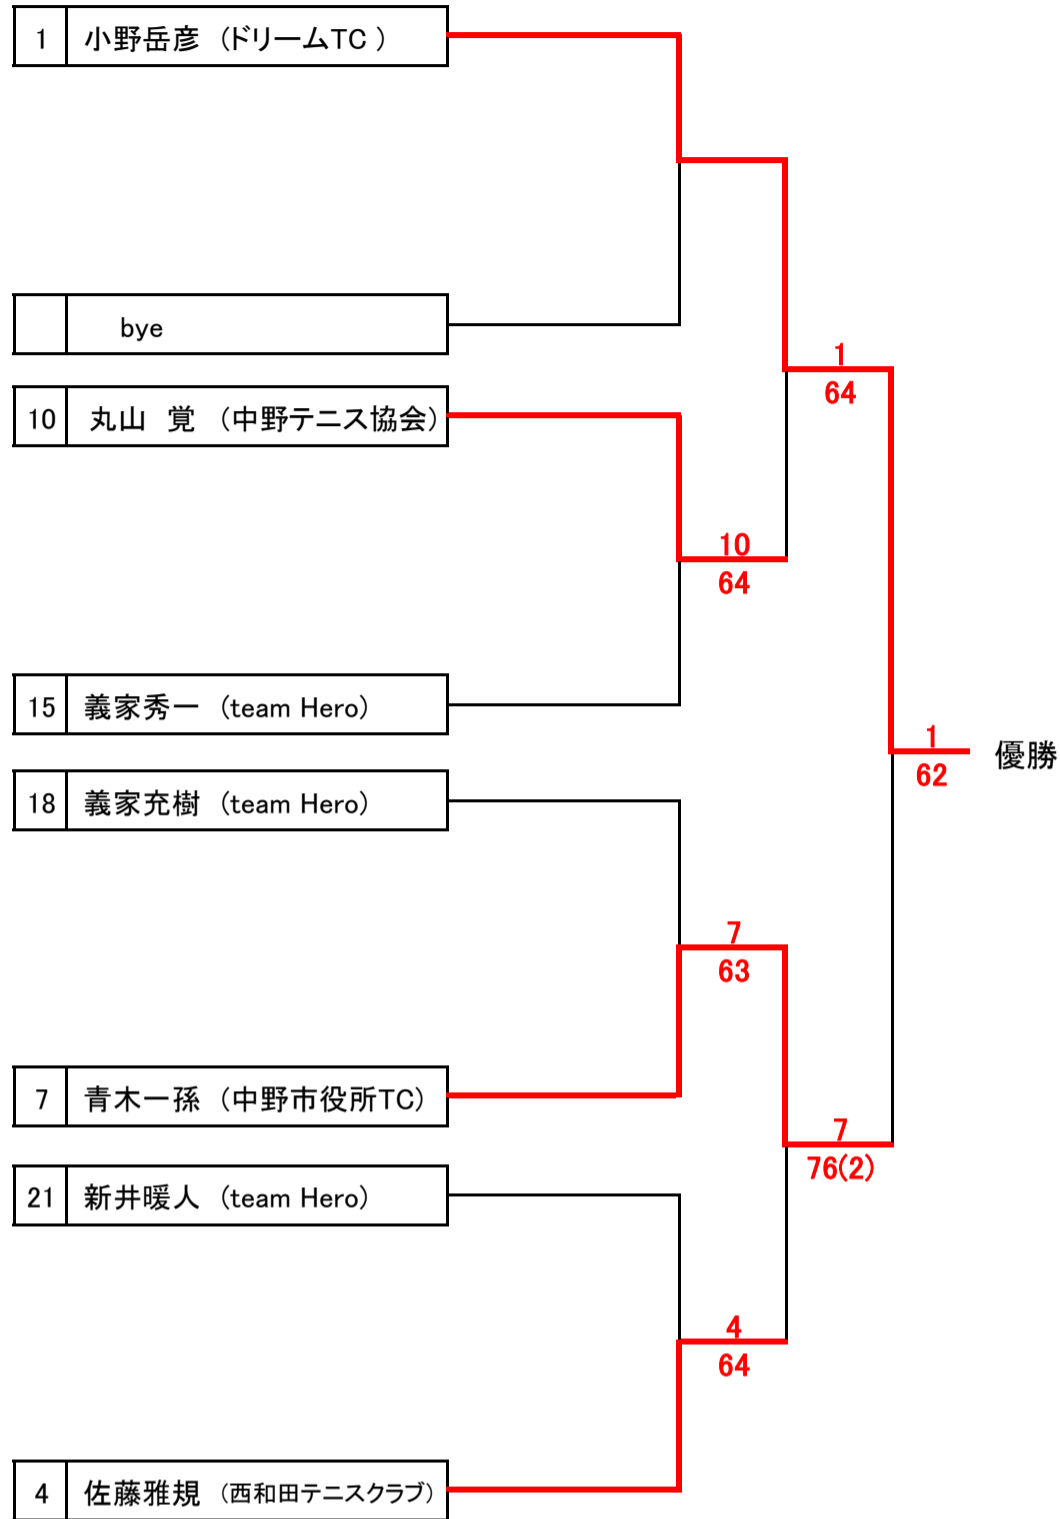 1 小野岳彦 (ドリームTC )
bye
1
64
10 丸山 覚 (中野テニス協会)
10
64
15 義家秀一 (team Hero)
1
62
優勝
18 義家充樹 (team Hero)
7
63
7 青木一孫 (中野市役所TC)
7
76(2)
21 新井暖人 (team Hero)
4
64
4 佐藤雅規 (西和田テニスクラブ)